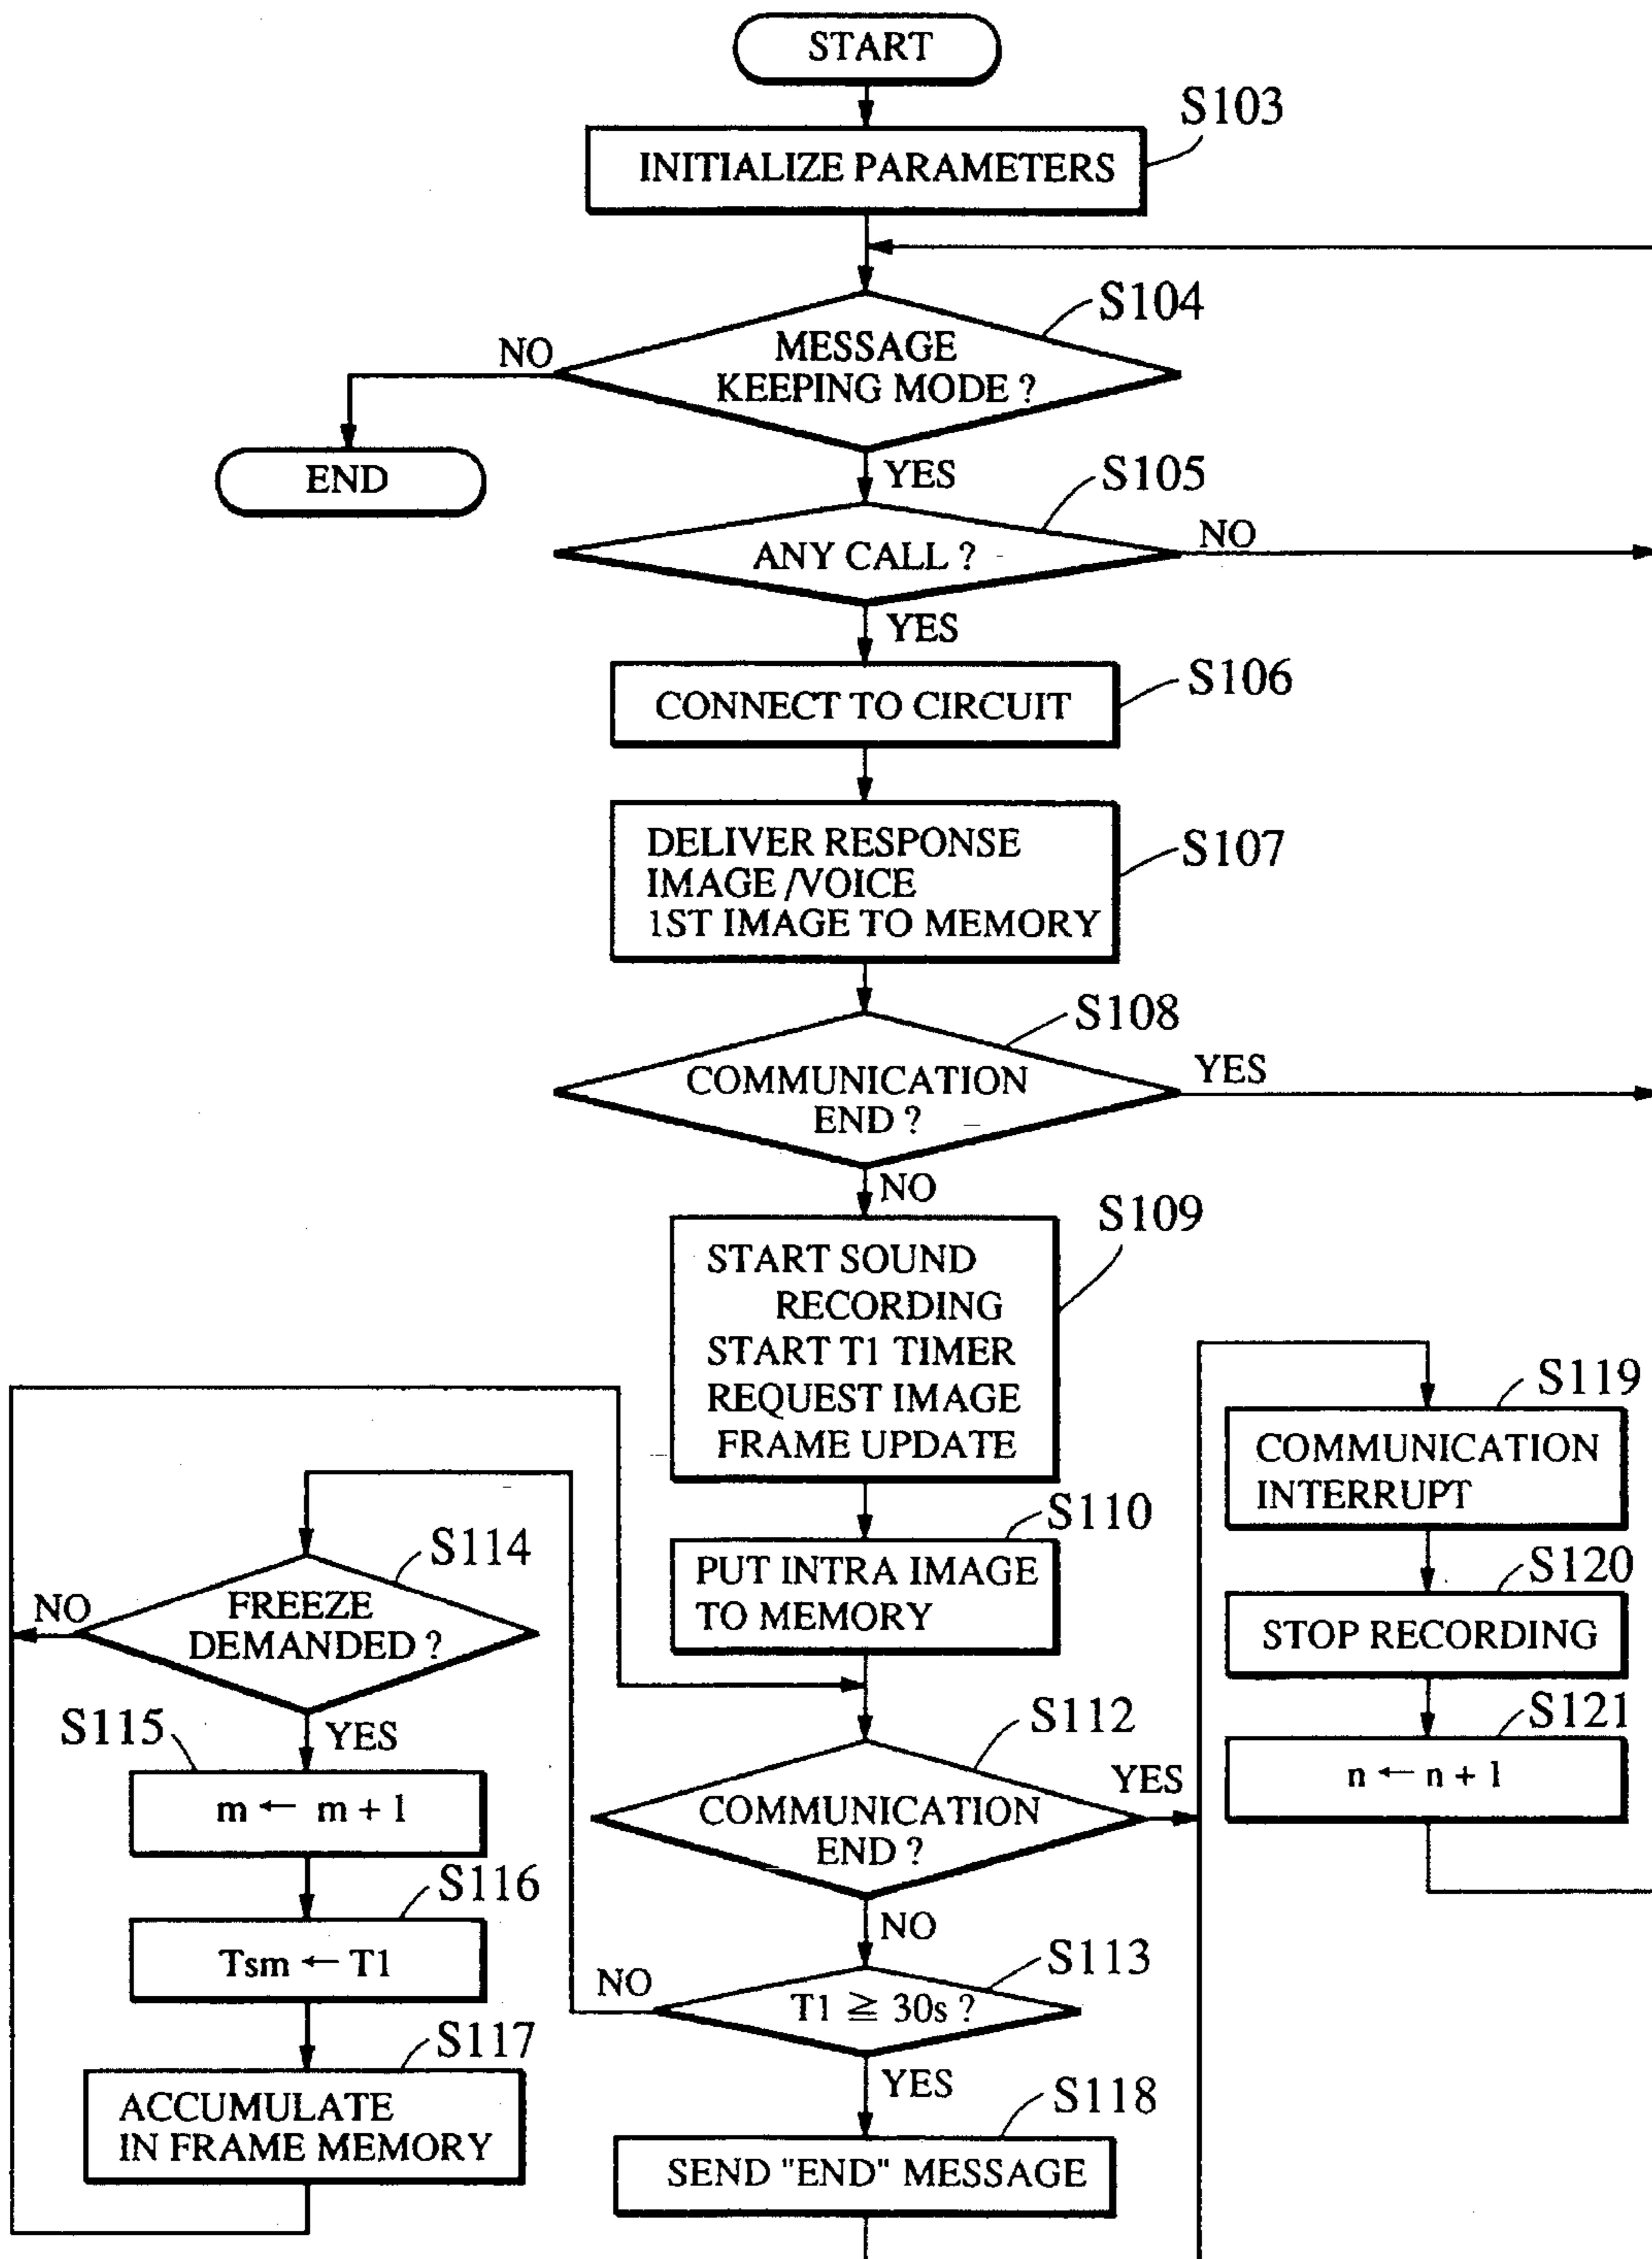 START
S103
INITIALIZE PARAMETERS
S104
MESSAGE
KEEPING MODE ?
NO
END
YES
S105
ANY CALL ?
NO
YES
S106
CONNECT TO CIRCUIT
S107
DELIVER RESPONSE
IMAGE /VOICE
1ST IMAGE TO MEMORY
S108
COMMUNICATION
END ?
YES
NO
S109
START SOUND
RECORDING
START T1 TIMER
REQUEST IMAGE
FRAME UPDATE
S110
PUT INTRA IMAGE
TO MEMORY
S112
COMMUNICATION
END ?
YES
NO
S113
T1 ≧ 30s ?
NO
YES
S118
SEND "END" MESSAGE
S114
FREEZE
DEMANDED ?
NO
YES
S115
m ← m + 1
S116
Tsm ← T1
S117
ACCUMULATE
IN FRAME MEMORY
S119
COMMUNICATION
INTERRUPT
S120
STOP RECORDING
S121
n ← n + 1